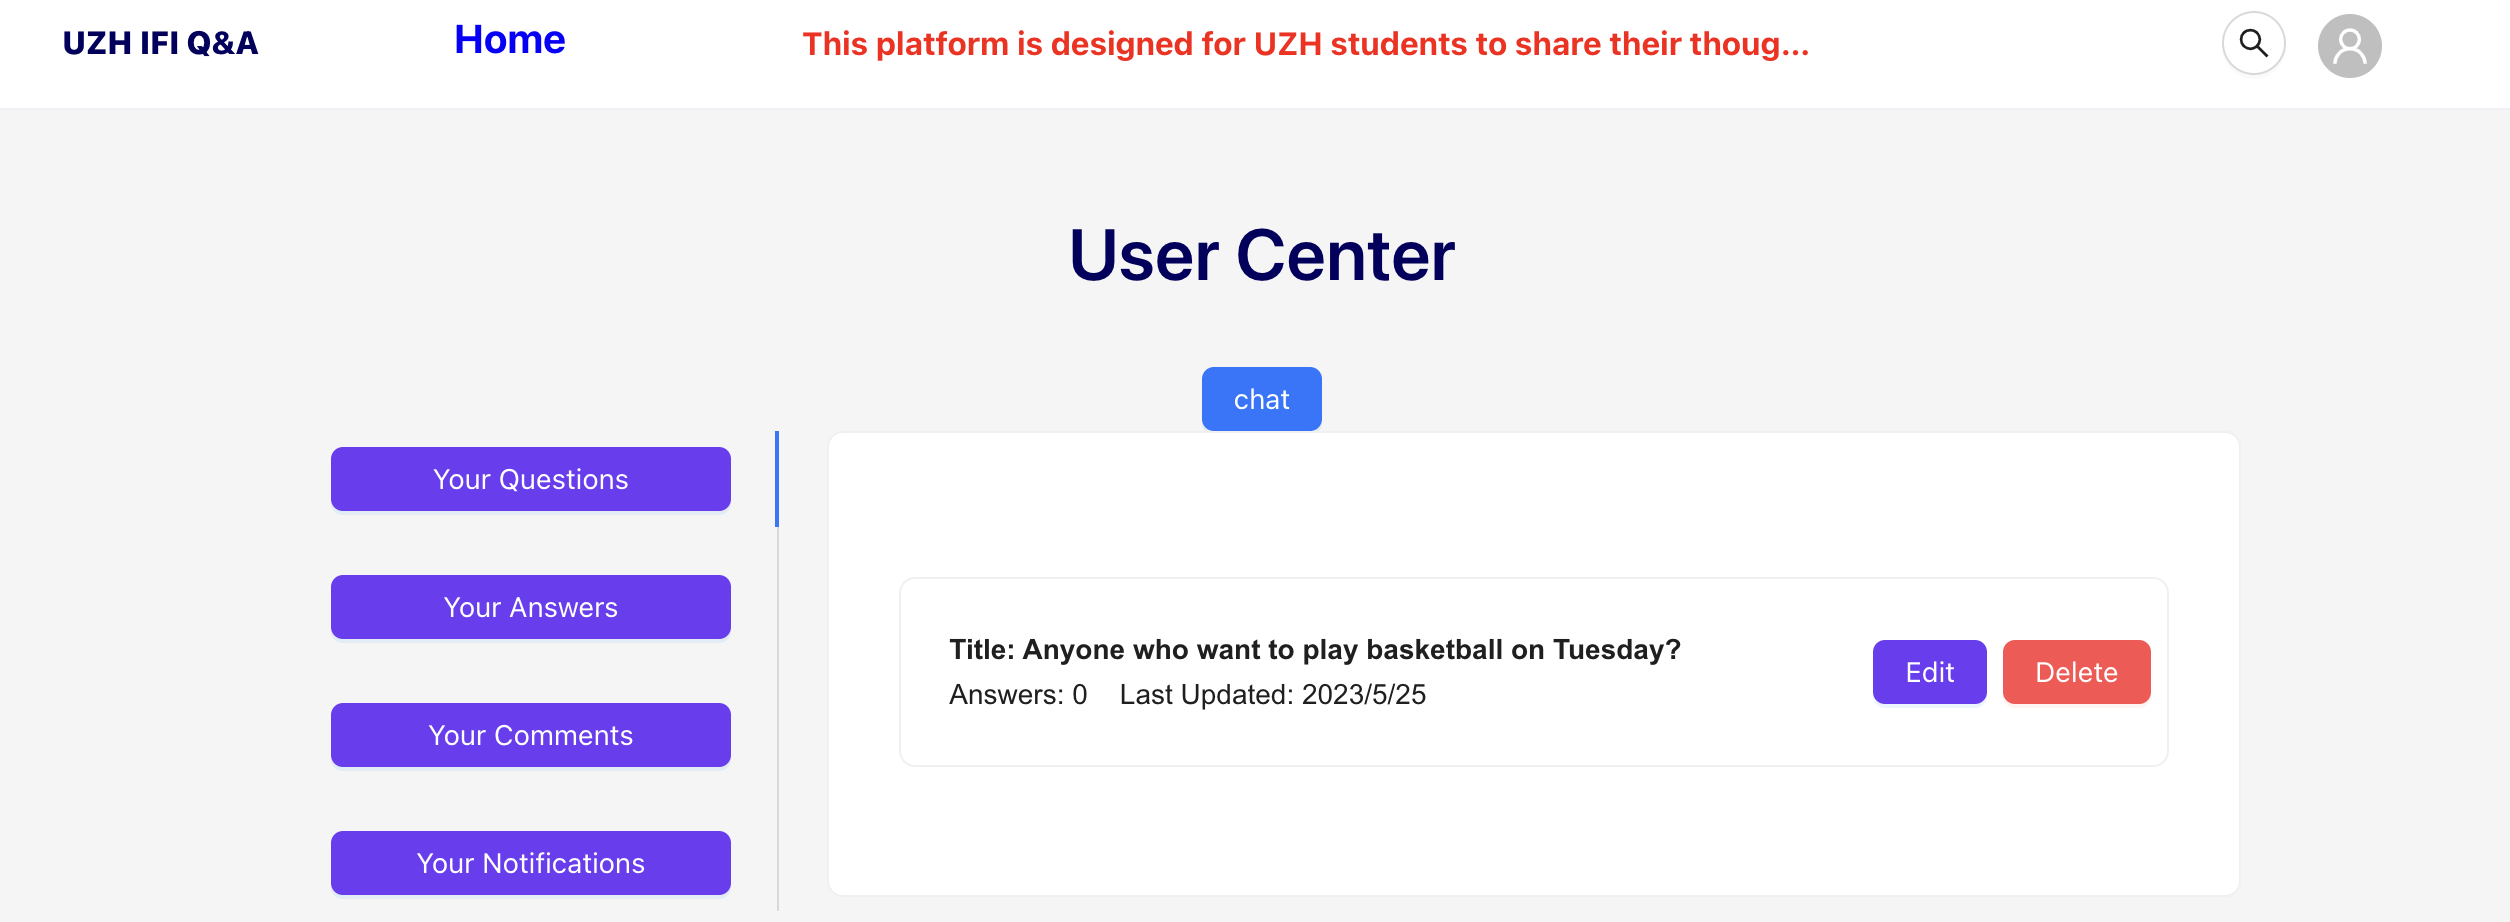 UZH IFI Q&A
Home
This platform is designed for UZH students to share their thoug...
User Center
chat
Your Questions
Your Answers
Your Comments
Your Notifications
Title: Anyone who want to play basketball on Tuesday?
Answers: 0 Last Updated: 2023/5/25
Edit
Delete